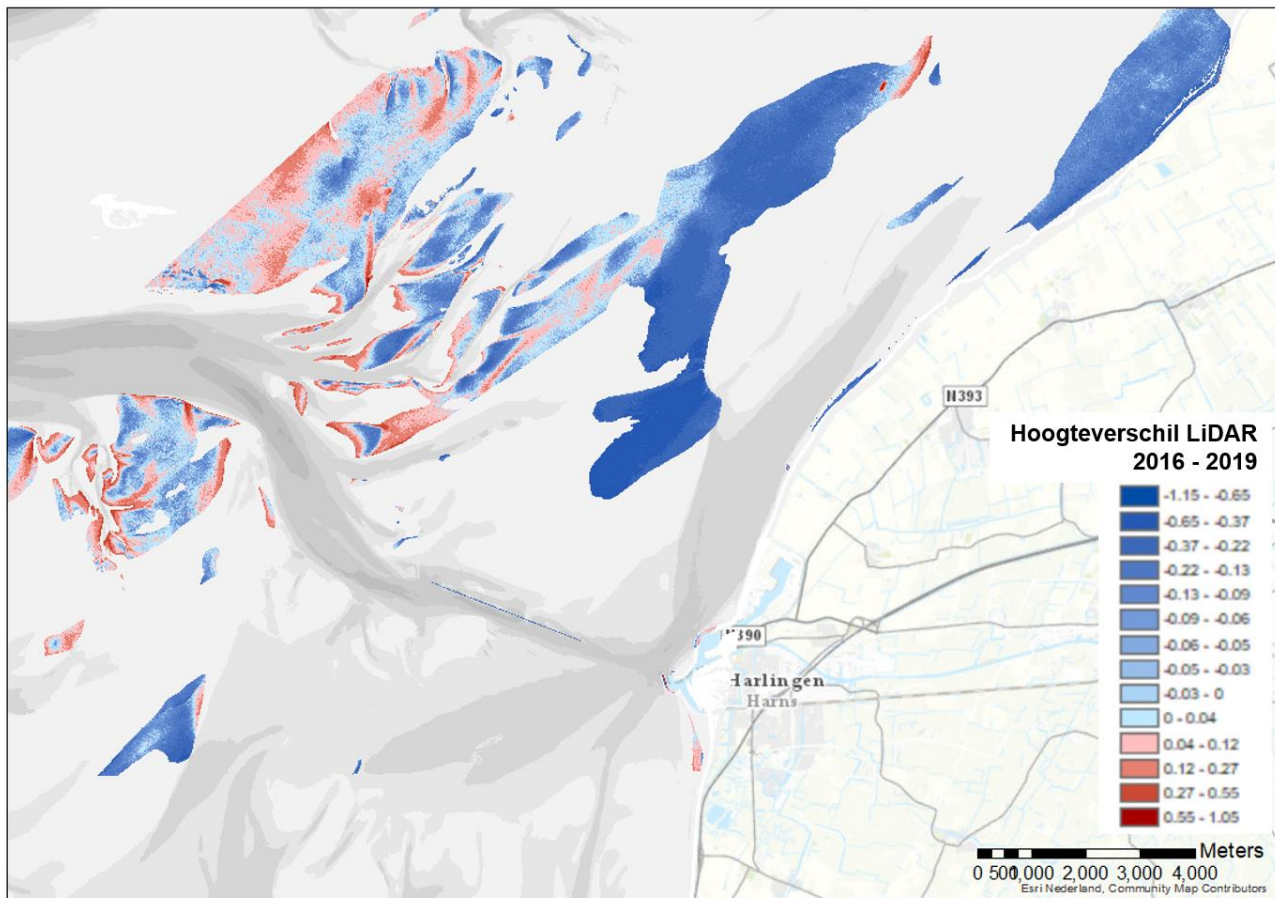 N393
Hoogteverschil LiDAR
2016 - 2019
-1.15 - -0.65
-0.65 - -0.37
-0.37 - -0.22
-0.22 - -0.13
-0.13 - -0.09
-0.09 - -0.06
-0.06 - -0.05
-0.05 - -0.03
-0.03 - 0
0 - 0.04
0.04 - 0.12
0.12 - 0.27
0.27 - 0.55
0.55 - 1.05
N390
Harlingen
Harns
Meters
0 500 1,000 2,000 3,000 4,000
Esri Nederland, Community Map Contributors